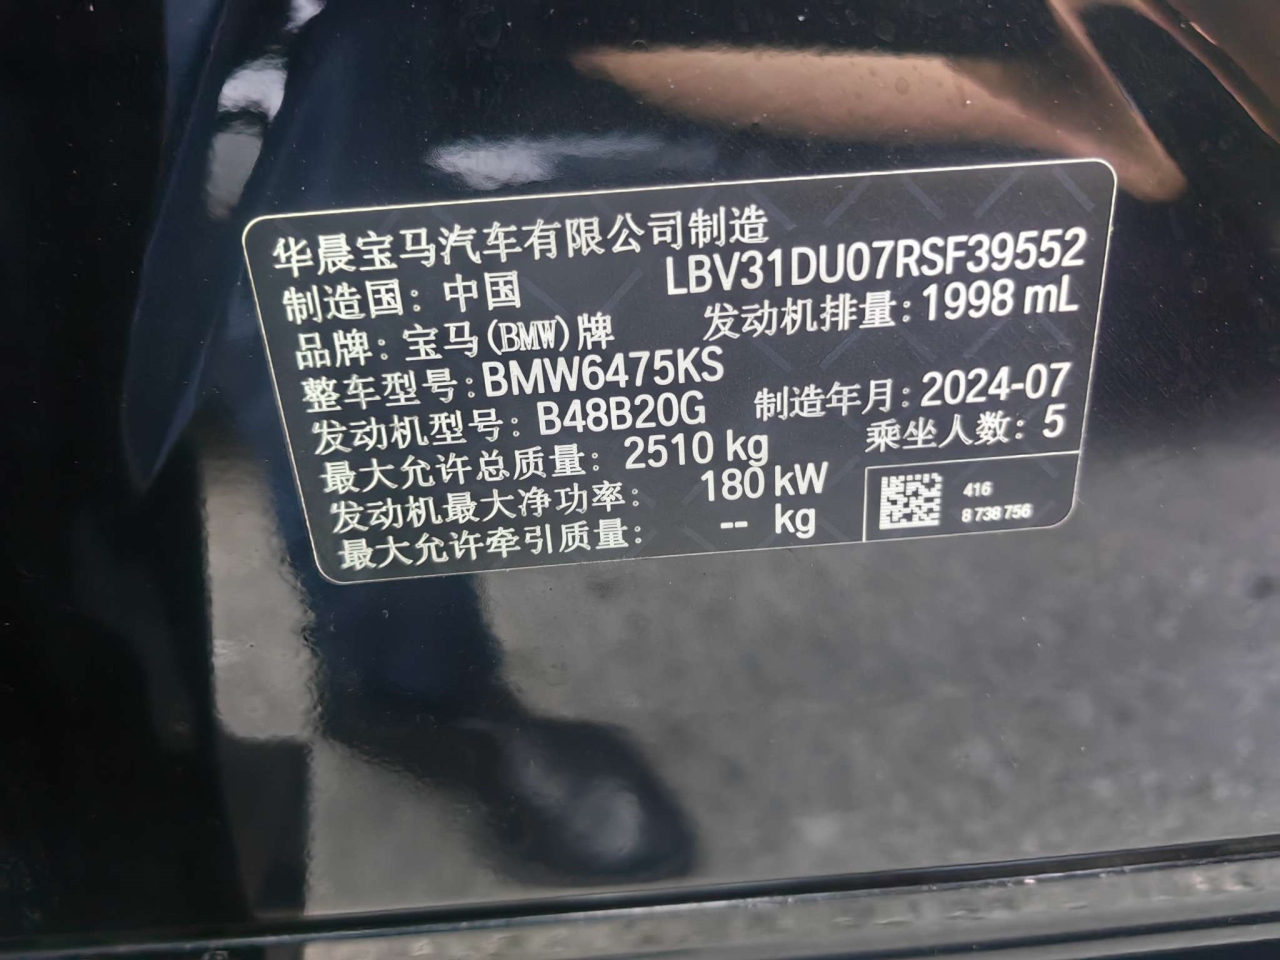 华晨宝马汽车有限公司制造
制造国：中国 LBV31DU07RSF39552
品牌：宝马(BMW)牌 发动机排量：1998 mL
整车型号：BMW6475KS
发动机型号：B48B20G 制造年月：2024-07
最大允许总质量：2510 kg 乘坐人数：5
发动机最大净功率：180 kW
最大允许牵引质量：-- kg
416
8 738 756